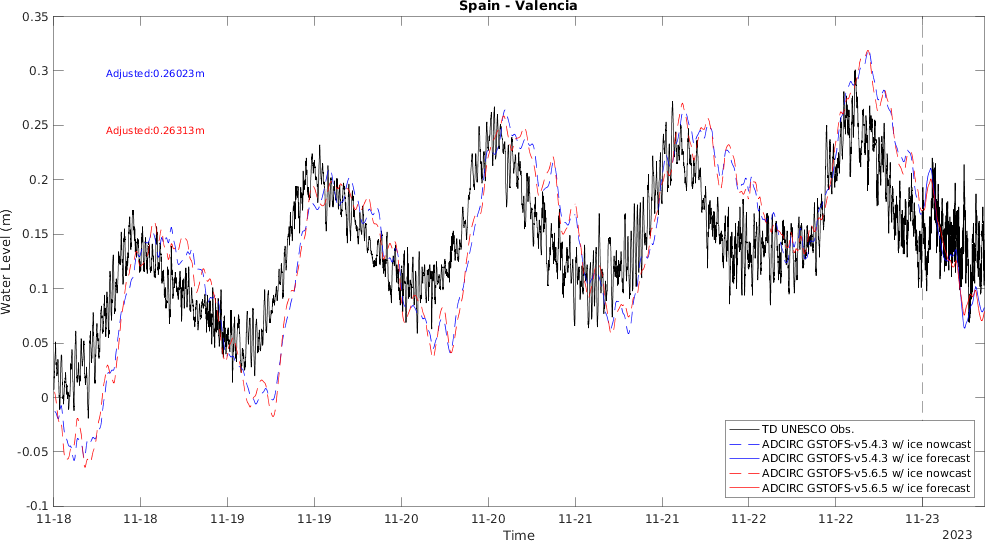 Spain - Valencia
0.35
0.3
0.25
0.2
0.15
0.1
0.05
0
-0.05
-0.1
Water Level (m)
Adjusted:0.26023m
Adjusted:0.26313m
TD UNESCO Obs.
ADCIRC GSTOFS-v5.4.3 w/ ice nowcast
ADCIRC GSTOFS-v5.4.3 w/ ice forecast
ADCIRC GSTOFS-v5.6.5 w/ ice nowcast
ADCIRC GSTOFS-v5.6.5 w/ ice forecast
11-18 11-18 11-19 11-19 11-20 11-20 11-21 11-21 11-22 11-22 11-23
Time
2023